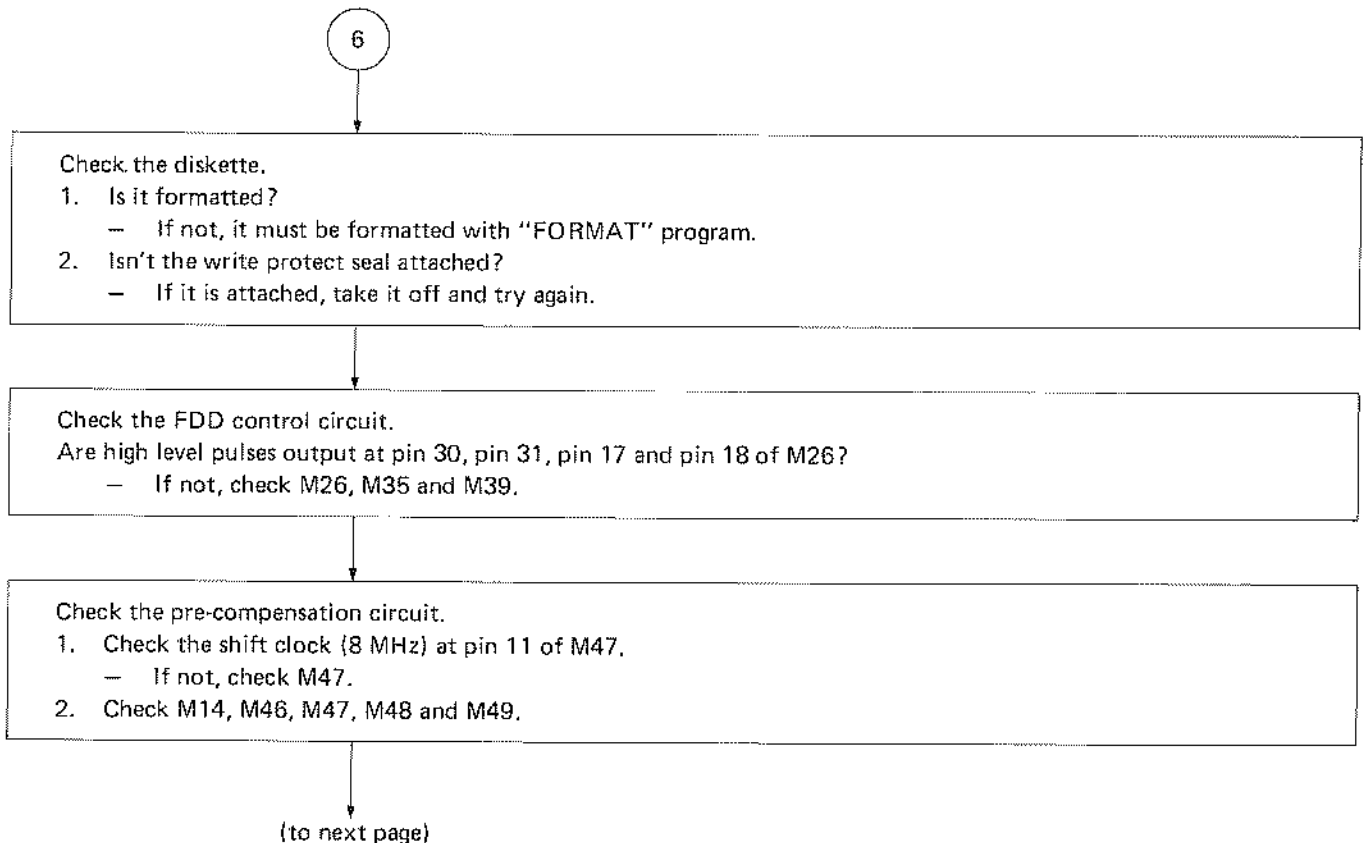 6
Check the diskette.
1. Is it formatted?
— If not, it must be formatted with "FORMAT" program.
2. Isn't the write protect seal attached?
— If it is attached, take it off and try again.
Check the FDD control circuit.
Are high level pulses output at pin 30, pin 31, pin 17 and pin 18 of M26?
— If not, check M26, M35 and M39.
Check the pre-compensation circuit.
1. Check the shift clock (8 MHz) at pin 11 of M47.
— If not, check M47.
2. Check M14, M46, M47, M48 and M49.
(to next page)